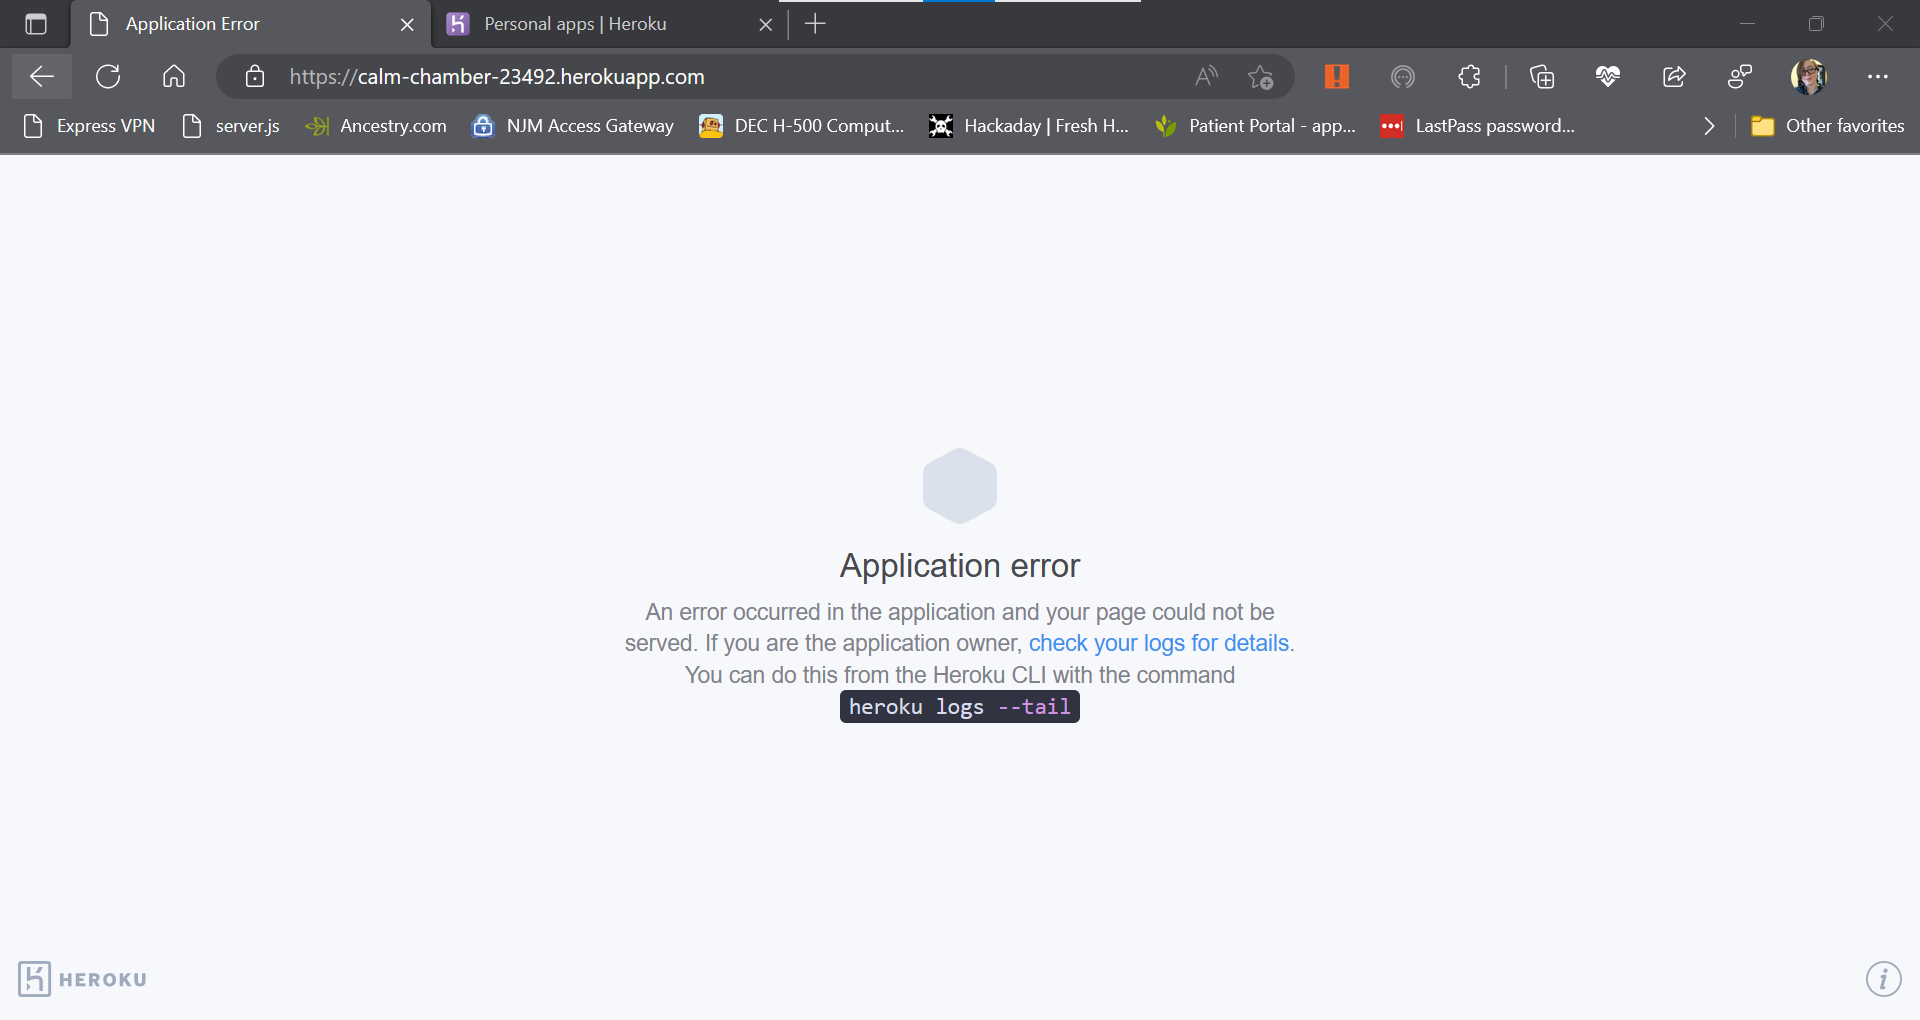 Application Error
Personal apps | Heroku
https://calm-chamber-23492.herokuapp.com
Express VPN
server.js
Ancestry.com
NJM Access Gateway
DEC H-500 Comput...
Hackaday | Fresh H...
Patient Portal - app...
LastPass password...
Other favorites
Application error
An error occurred in the application and your page could not be
served. If you are the application owner, check your logs for details.
You can do this from the Heroku CLI with the command
heroku logs --tail
HEROKU